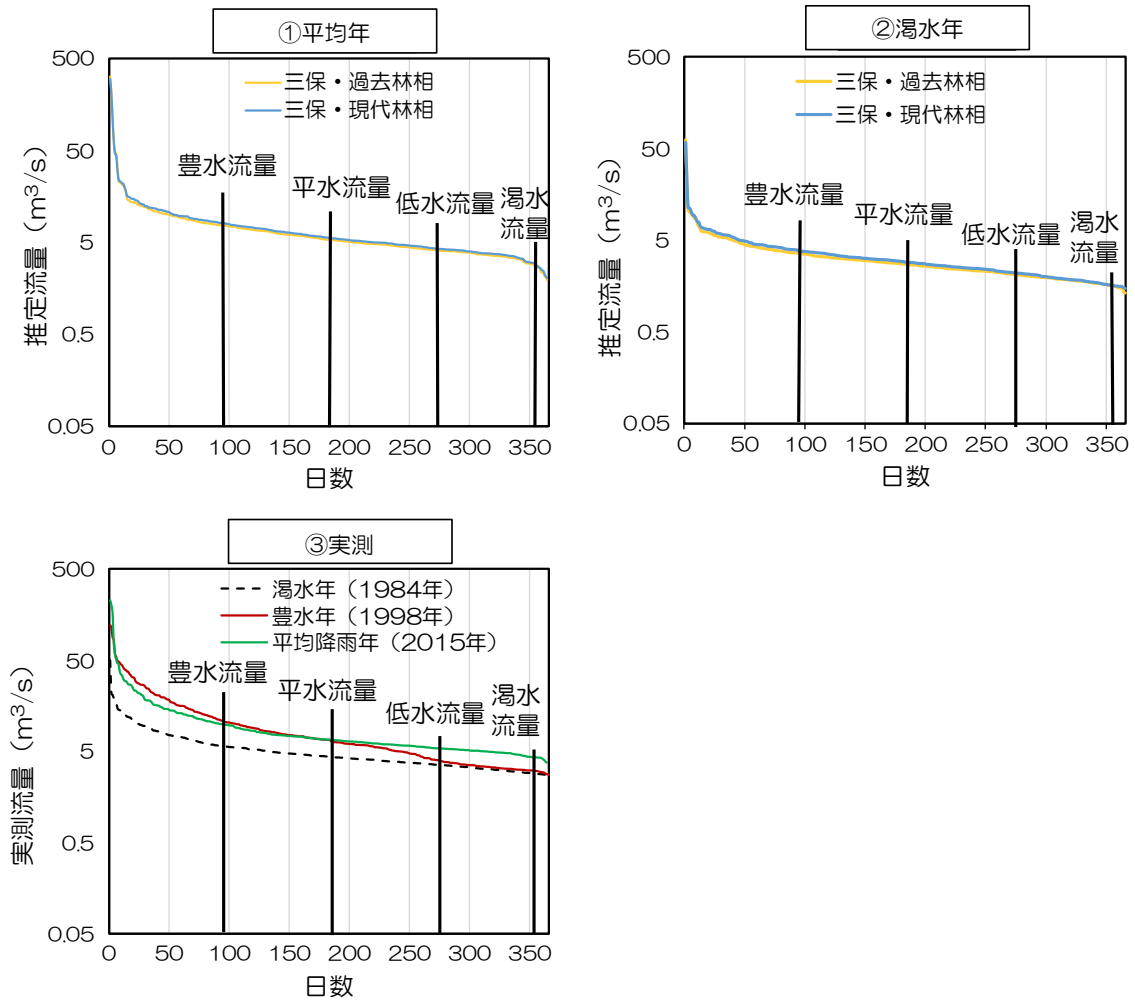 ①平均年
500
50
5
0.5
0.05
推定流量（m³/s）
三保・過去林相
三保・現代林相
豊水流量
平水流量
低水流量
渇水
流量
0 50 100 150 200 250 300 350
日数
②渇水年
500
50
5
0.5
0.05
推定流量（m³/s）
三保・過去林相
三保・現代林相
豊水流量
平水流量
低水流量
渇水
流量
0 50 100 150 200 250 300 350
日数
③実測
500
50
5
0.5
0.05
実測流量（m³/s）
渇水年（1984年）
豊水年（1998年）
平均降雨年（2015年）
豊水流量
平水流量
低水流量
渇水
流量
0 50 100 150 200 250 300 350
日数